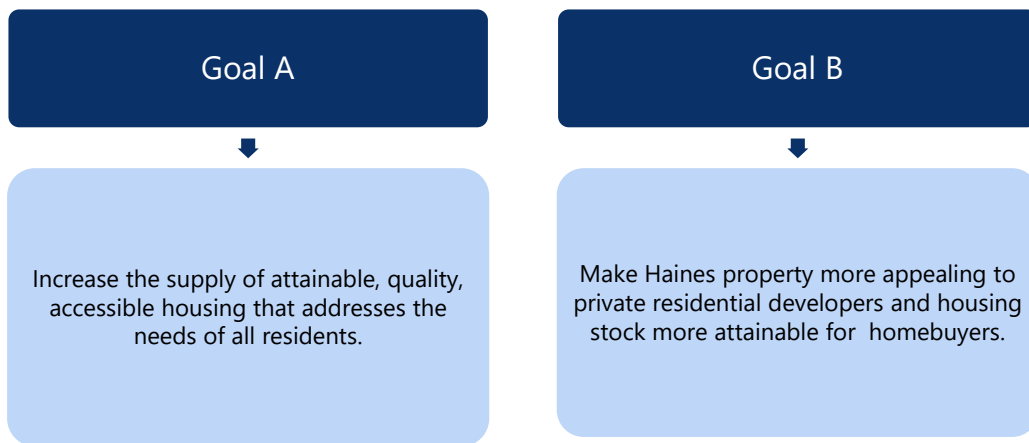 Goal A
Increase the supply of attainable, quality,
accessible housing that addresses the
needs of all residents.
Goal B
Make Haines property more appealing to
private residential developers and housing
stock more attainable for  homebuyers.